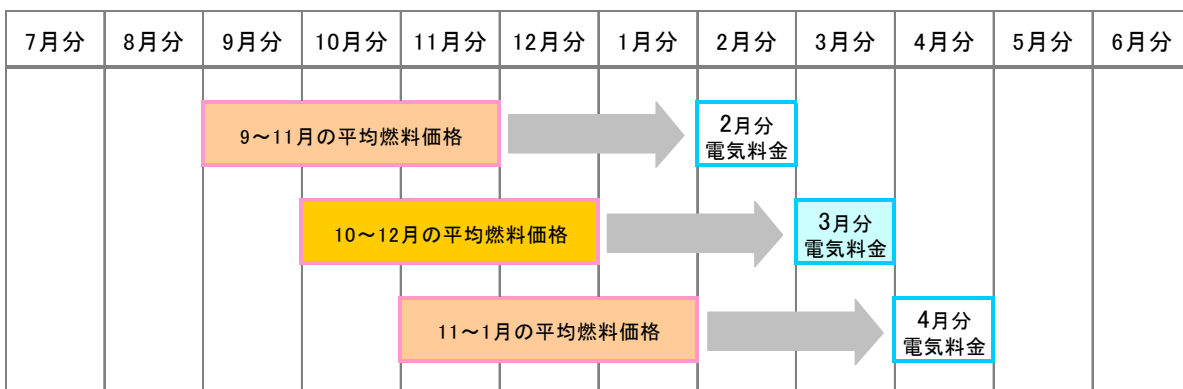 7月分 8月分 9月分 10月分 11月分 12月分 1月分 2月分 3月分 4月分 5月分 6月分
9～11月の平均燃料価格
2月分
電気料金
10～12月の平均燃料価格
3月分
電気料金
11～1月の平均燃料価格
4月分
電気料金